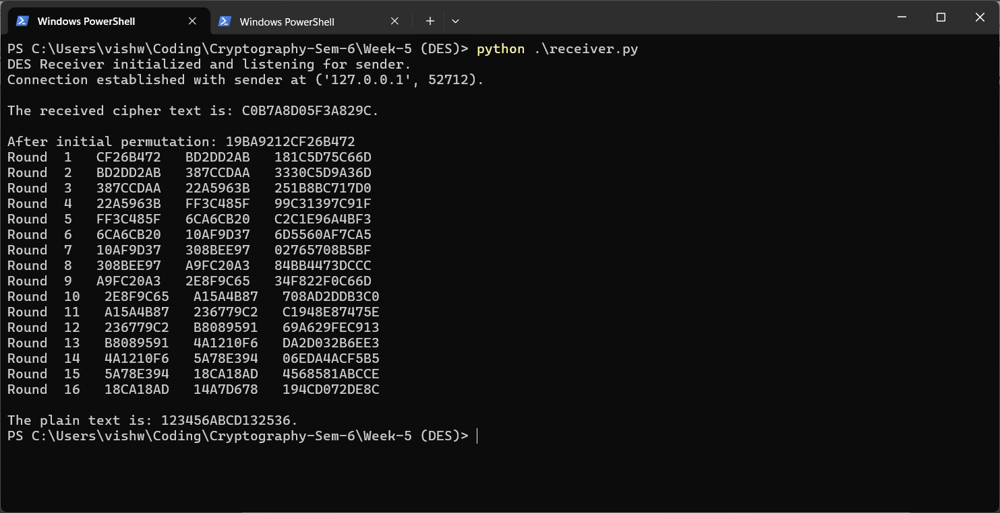 Windows PowerShell
Windows PowerShell
PS C:\Users\vishw\Coding\Cryptography-Sem-6\Week-5 (DES)> python .\receiver.py
DES Receiver initialized and listening for sender.
Connection established with sender at ('127.0.0.1', 52712).
The received cipher text is: C0B7A8D05F3A829C.
After initial permutation: 19BA9212CF26B472
Round  1   CF26B472   BD2DD2AB   181C5D75C66D
Round  2   BD2DD2AB   387CCDAA   3330C5D9A36D
Round  3   387CCDAA   22A5963B   251B8BC717D0
Round  4   22A5963B   FF3C485F   99C31397C91F
Round  5   FF3C485F   6CA6CB20   C2C1E96A4BF3
Round  6   6CA6CB20   10AF9D37   6D5560AF7CA5
Round  7   10AF9D37   308BEE97   02765708B5BF
Round  8   308BEE97   A9FC20A3   84BB4473DCCC
Round  9   A9FC20A3   2E8F9C65   34F822F0C66D
Round  10   2E8F9C65   A15A4B87   708AD2DDB3C0
Round  11   A15A4B87   236779C2   C1948E87475E
Round  12   236779C2   B8089591   69A629FEC913
Round  13   B8089591   4A1210F6   DA2D032B6EE3
Round  14   4A1210F6   5A78E394   06EDA4ACF5B5
Round  15   5A78E394   18CA18AD   4568581ABCCE
Round  16   18CA18AD   14A7D678   194CD072DE8C
The plain text is: 123456ABCD132536.
PS C:\Users\vishw\Coding\Cryptography-Sem-6\Week-5 (DES)>